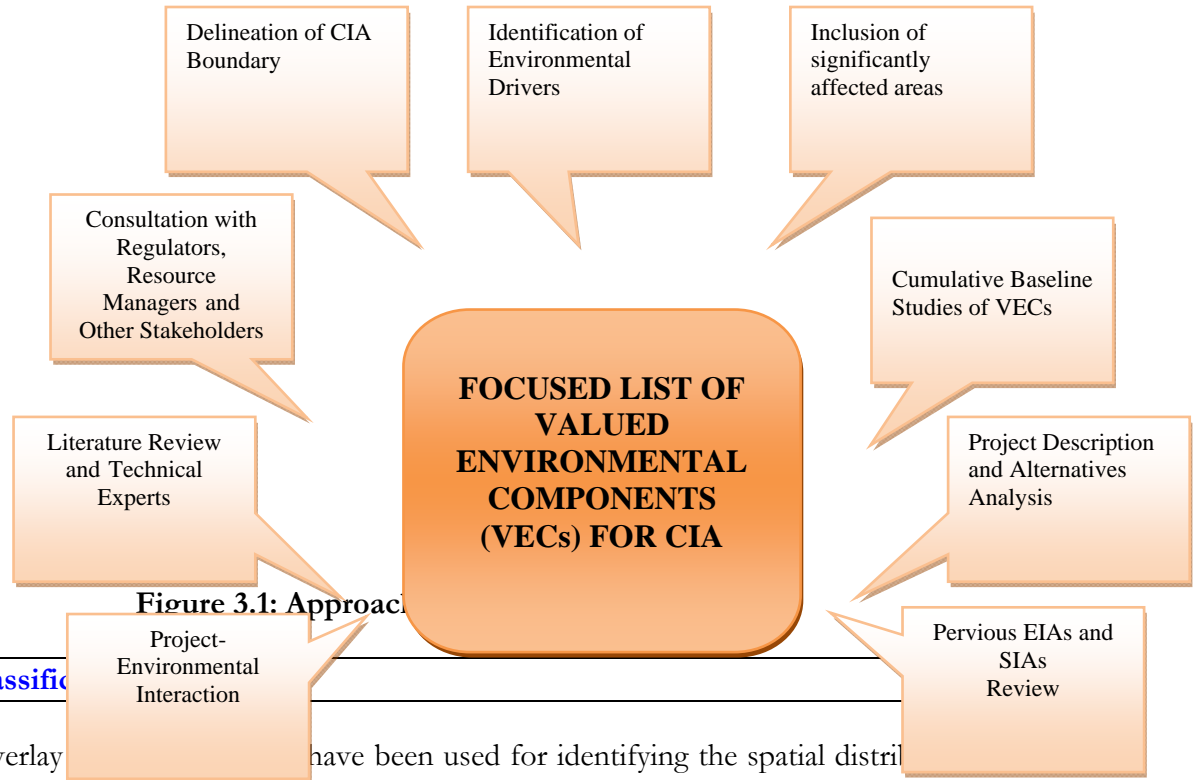 Delineation of CIA
Boundary
Identification of
Environmental
Drivers
Inclusion of
significantly
affected areas
Consultation with
Regulators,
Resource
Managers and
Other Stakeholders
Cumulative Baseline
Studies of VECs
FOCUSED LIST OF
VALUED
ENVIRONMENTAL
COMPONENTS
(VECs) FOR CIA
Literature Review
and Technical
Experts
Project Description
and Alternatives
Analysis
Figure 3.1:
Project-
Environmental
Interaction
Pervious EIAs and
SIAs
Review
have been used for identifying the spatial